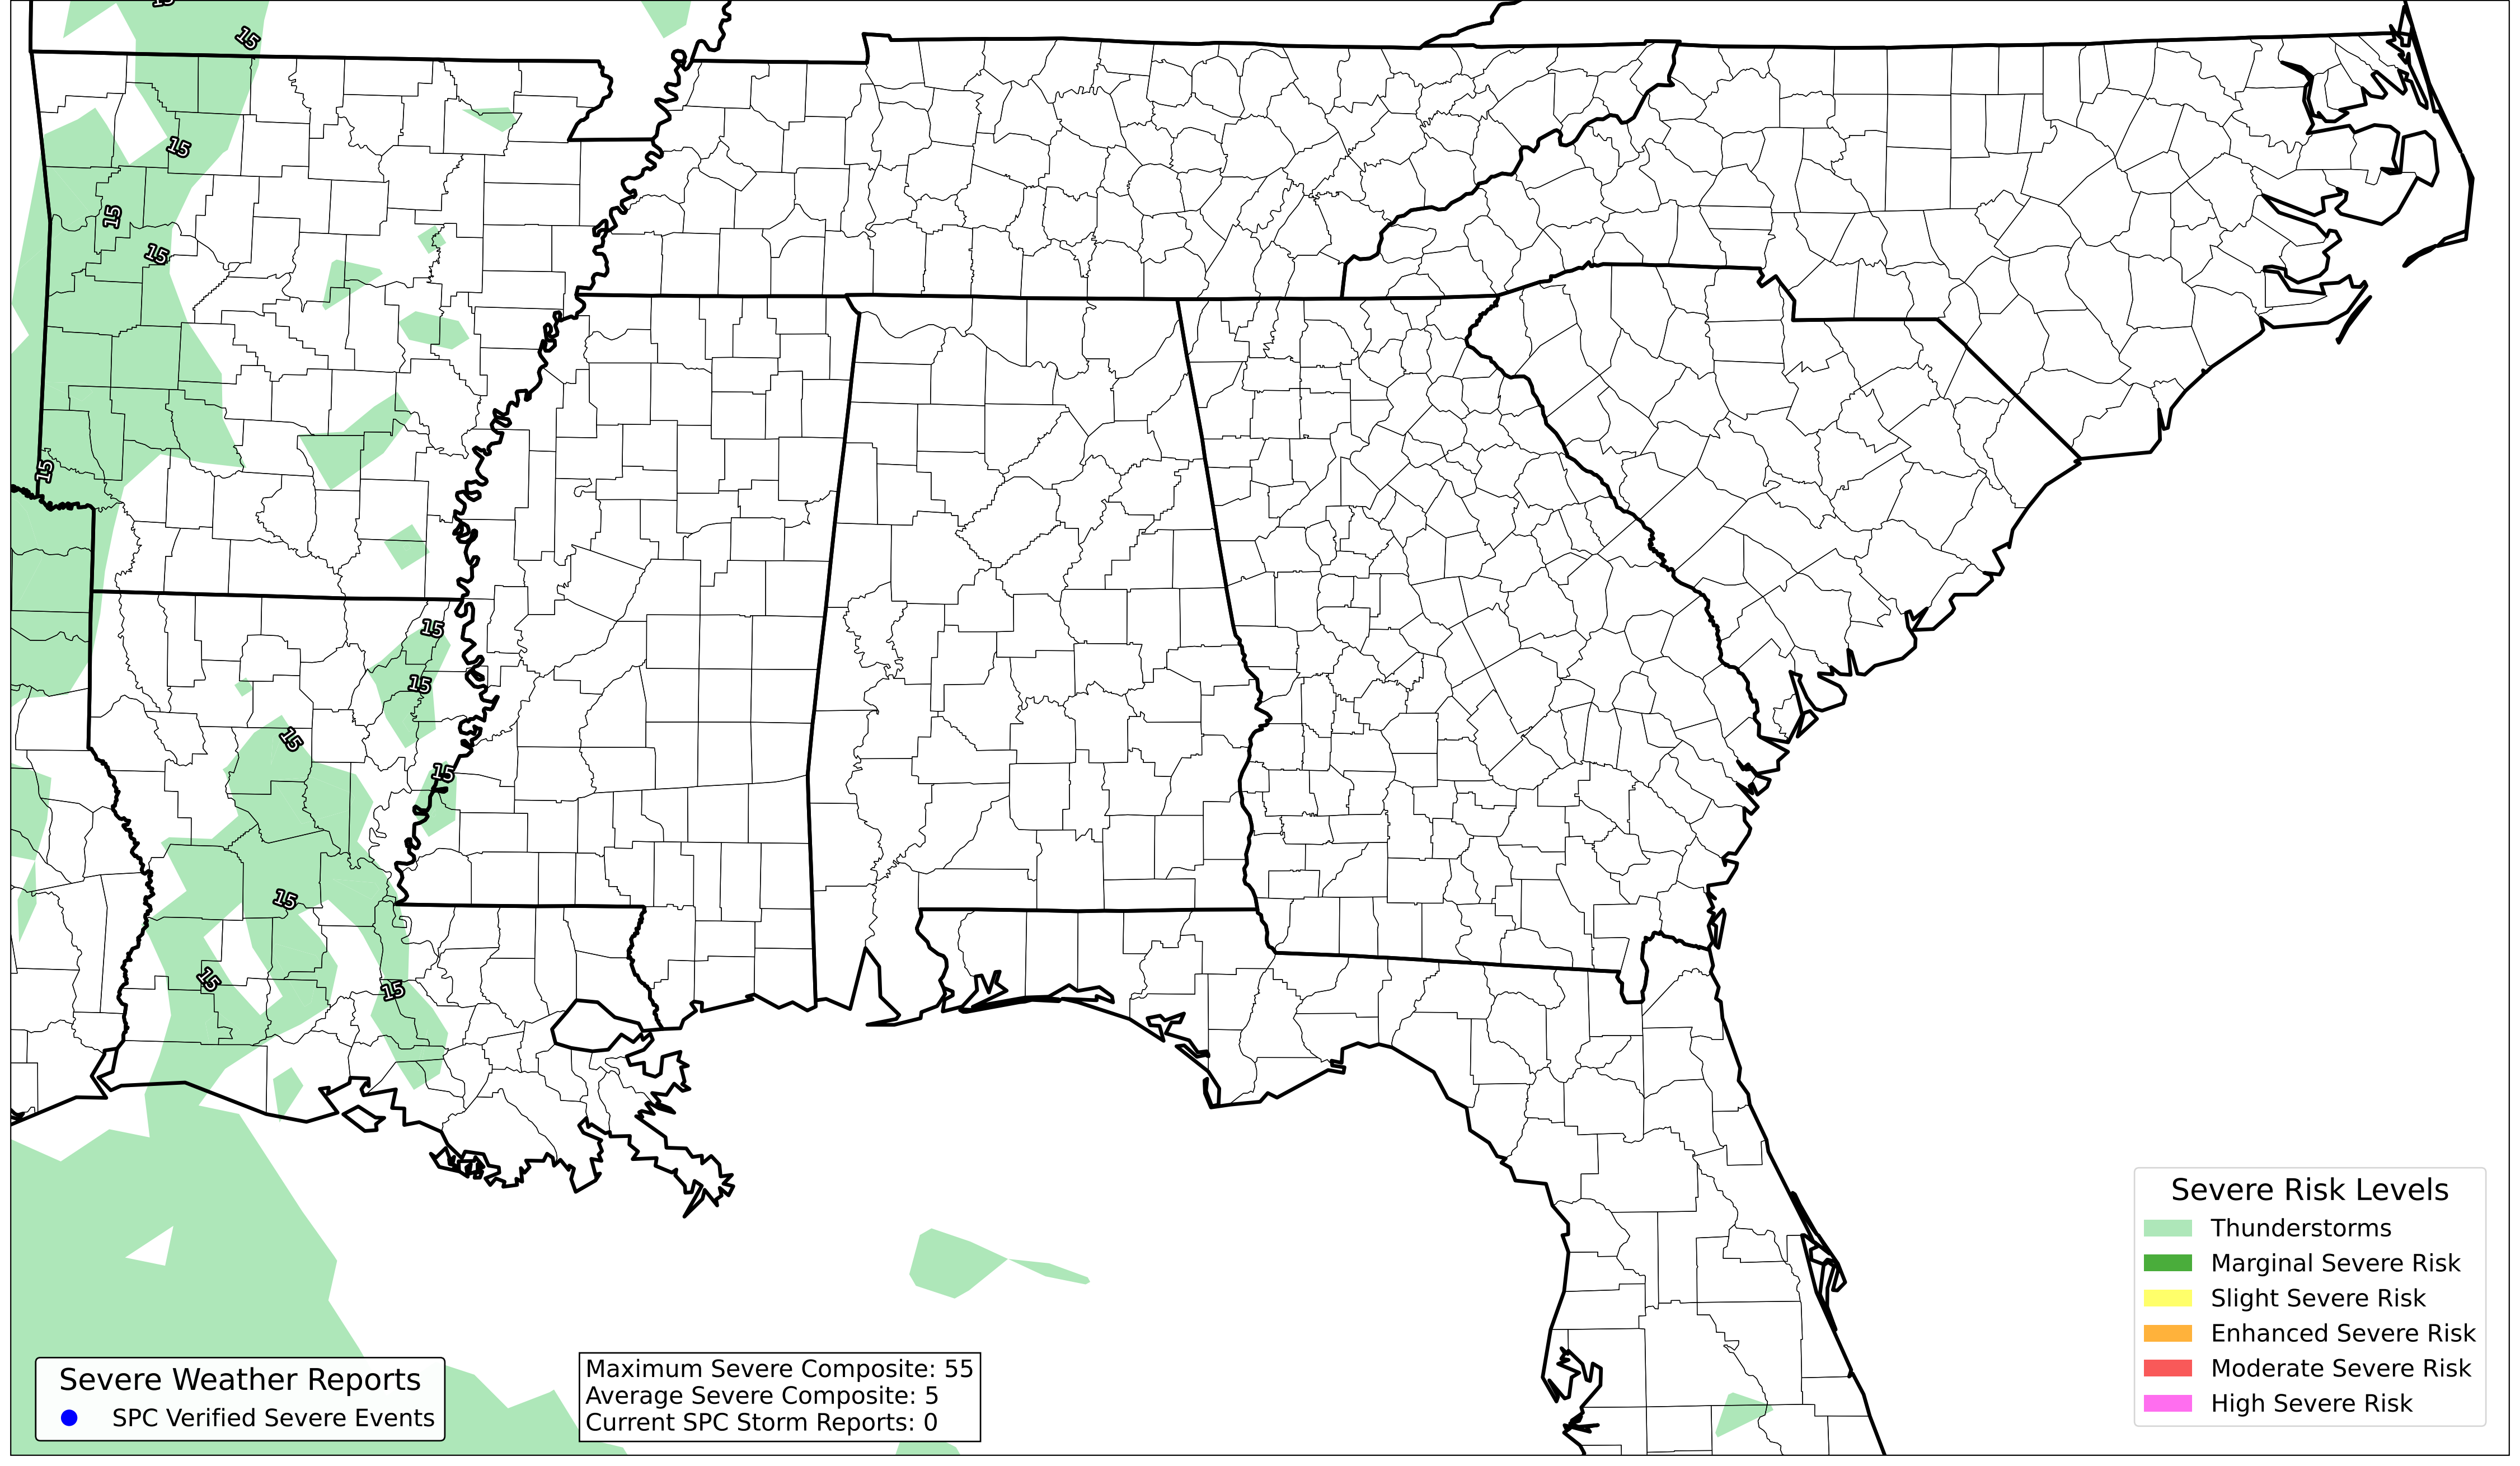 15
15
15
15
15
15
15
15
15
15
15
15
15
Severe Weather Reports
SPC Verified Severe Events
Maximum Severe Composite: 55
Average Severe Composite: 5
Current SPC Storm Reports: 0
Severe Risk Levels
Thunderstorms
Marginal Severe Risk
Slight Severe Risk
Enhanced Severe Risk
Moderate Severe Risk
High Severe Risk